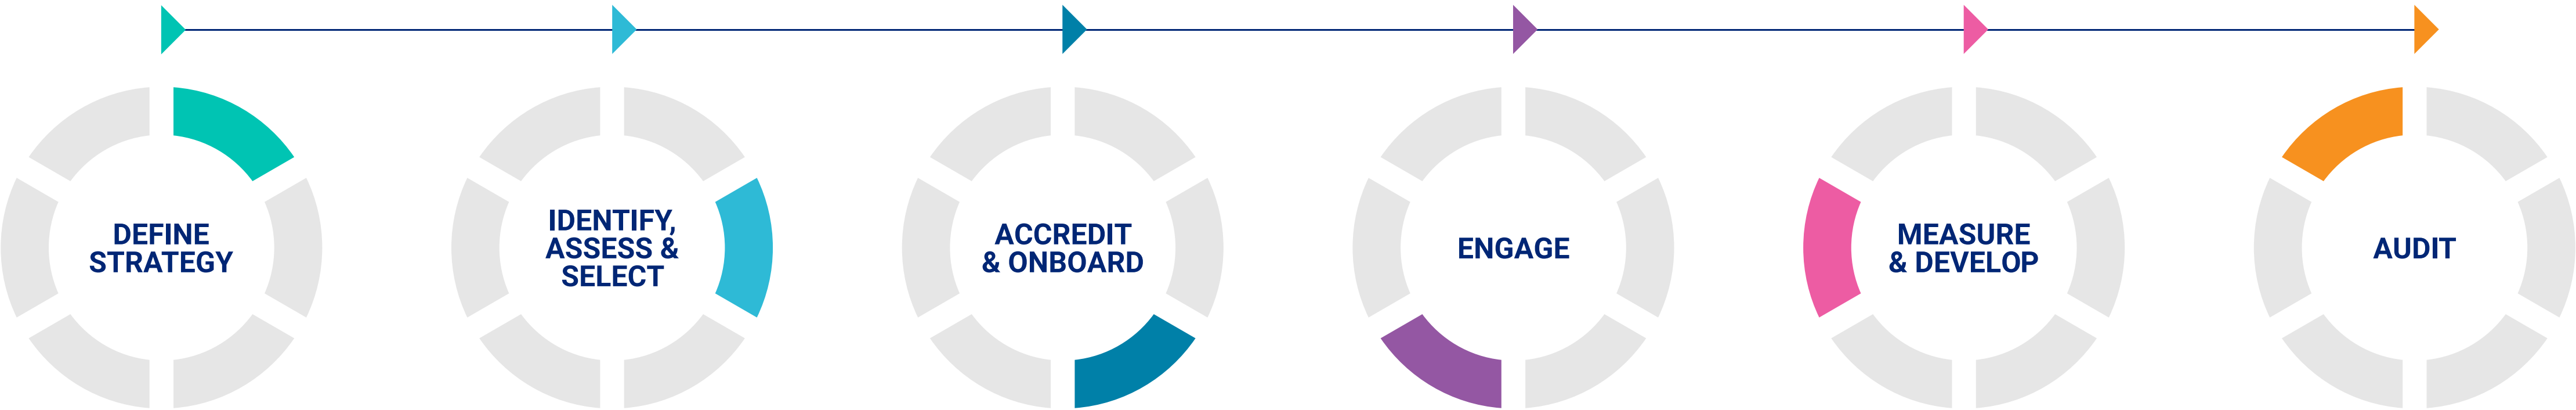 DEFINE
STRATEGY
IDENTIFY,
ASSESS &
SELECT
ACCREDIT
& ONBOARD
ENGAGE
MEASURE
& DEVELOP
AUDIT